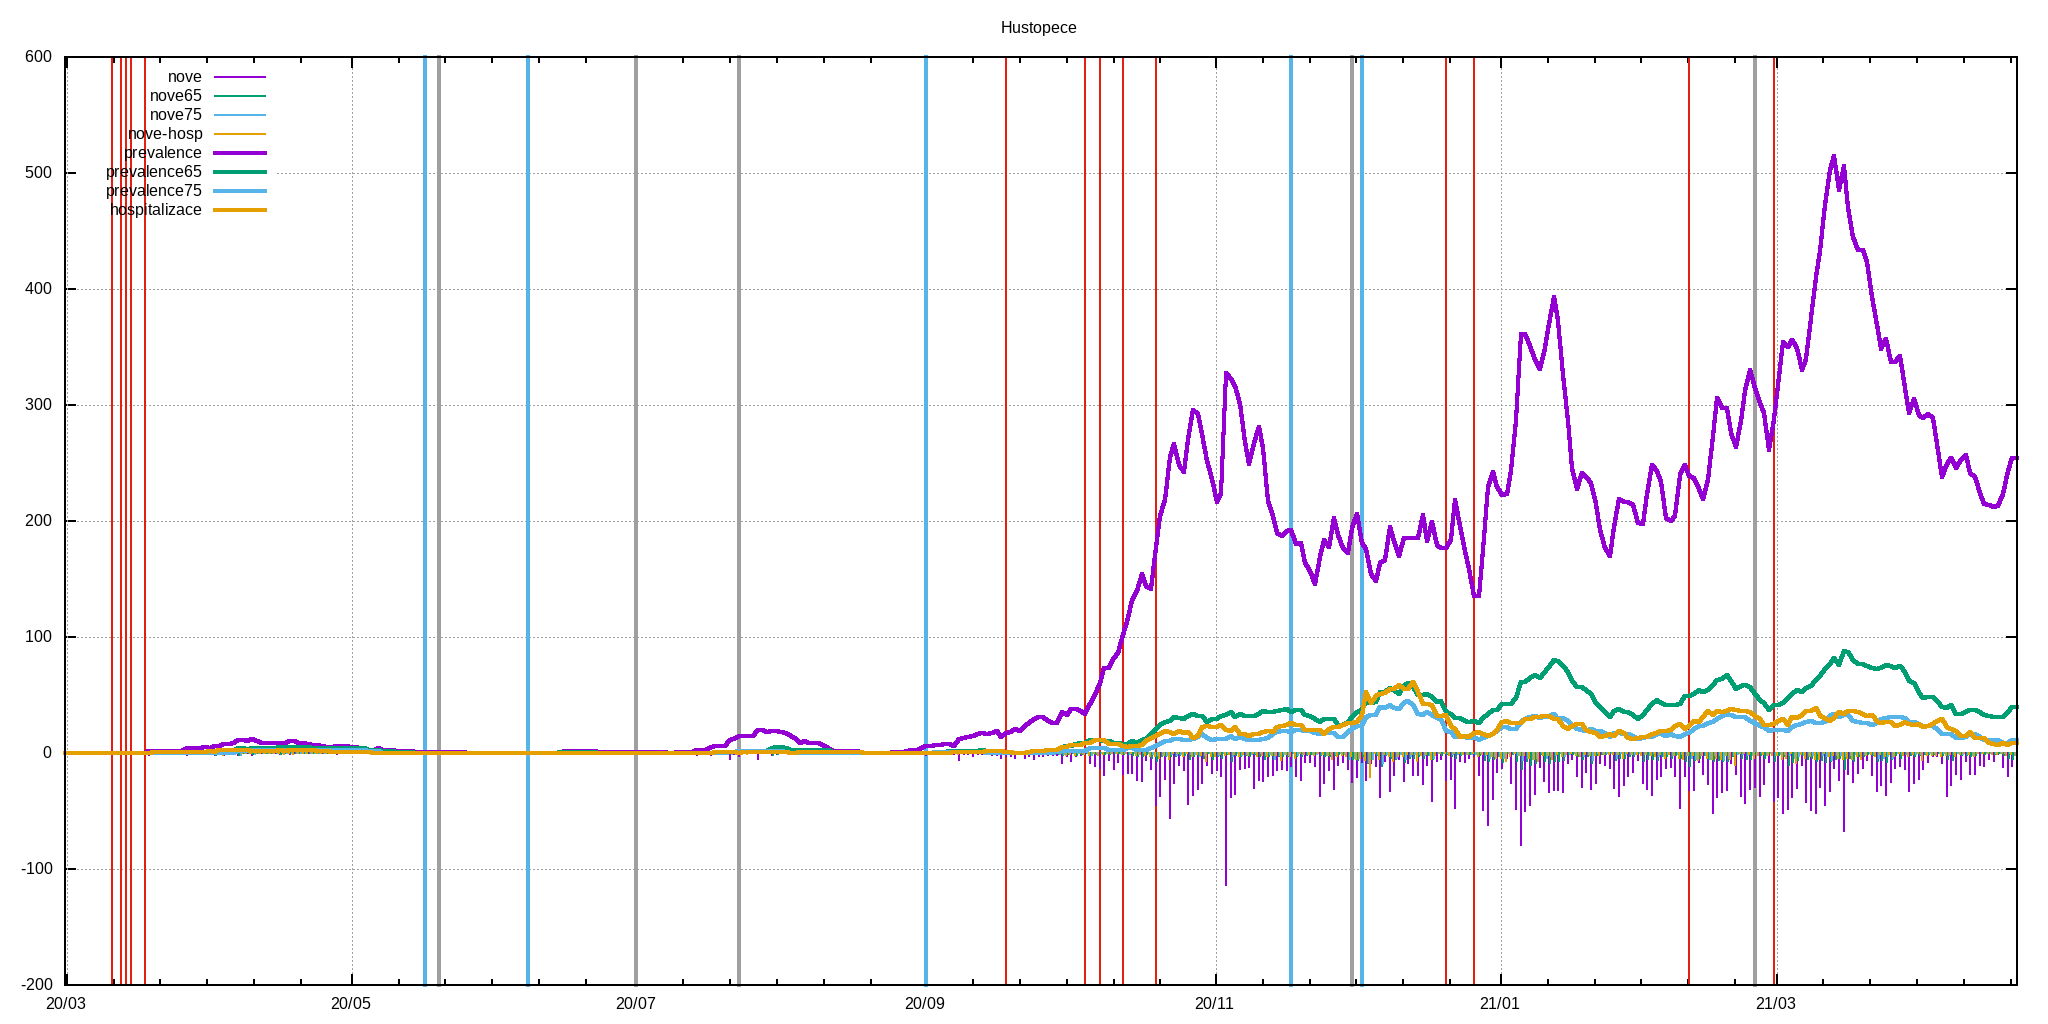 Hustopece
600
500
400
300
200
100
0
-100
-200
nove
nove65
nove75
nove-hosp
prevalence
prevalence65
prevalence75
hospitalizace
20/03
20/05
20/07
20/09
20/11
21/01
21/03